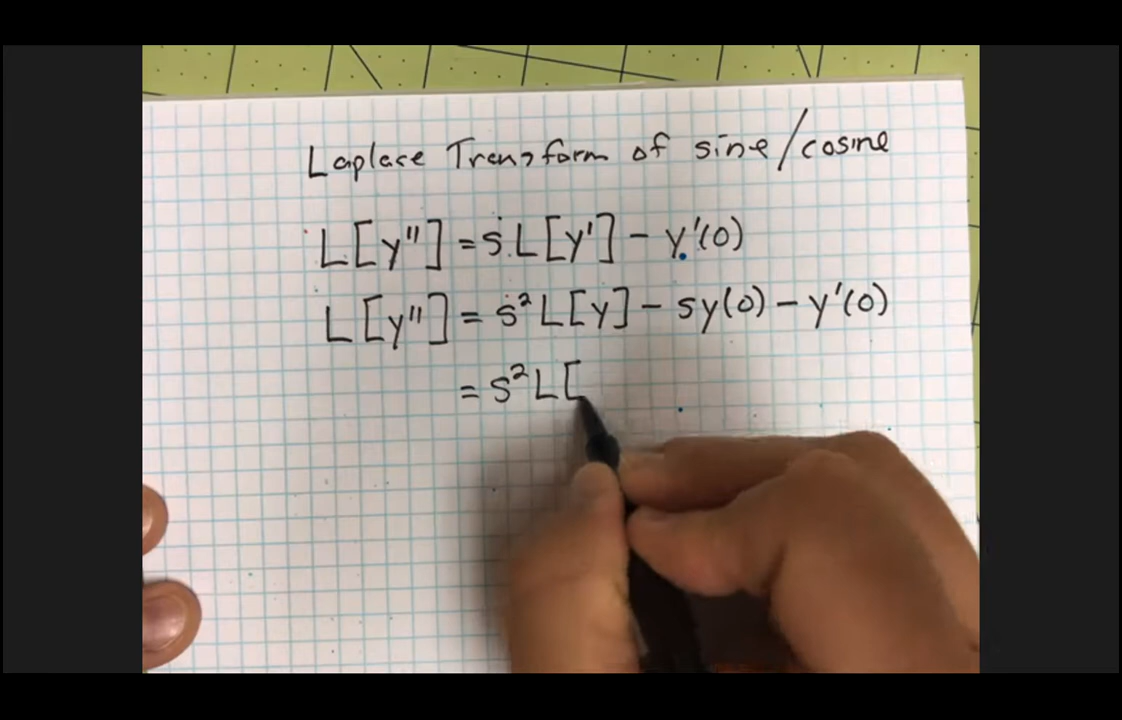 Laplace Transform of sine/cosine
L[y''] = s L[y'] - y'(0)
L[y''] = s² L[y] - sy(0) - y'(0)
= s² L[